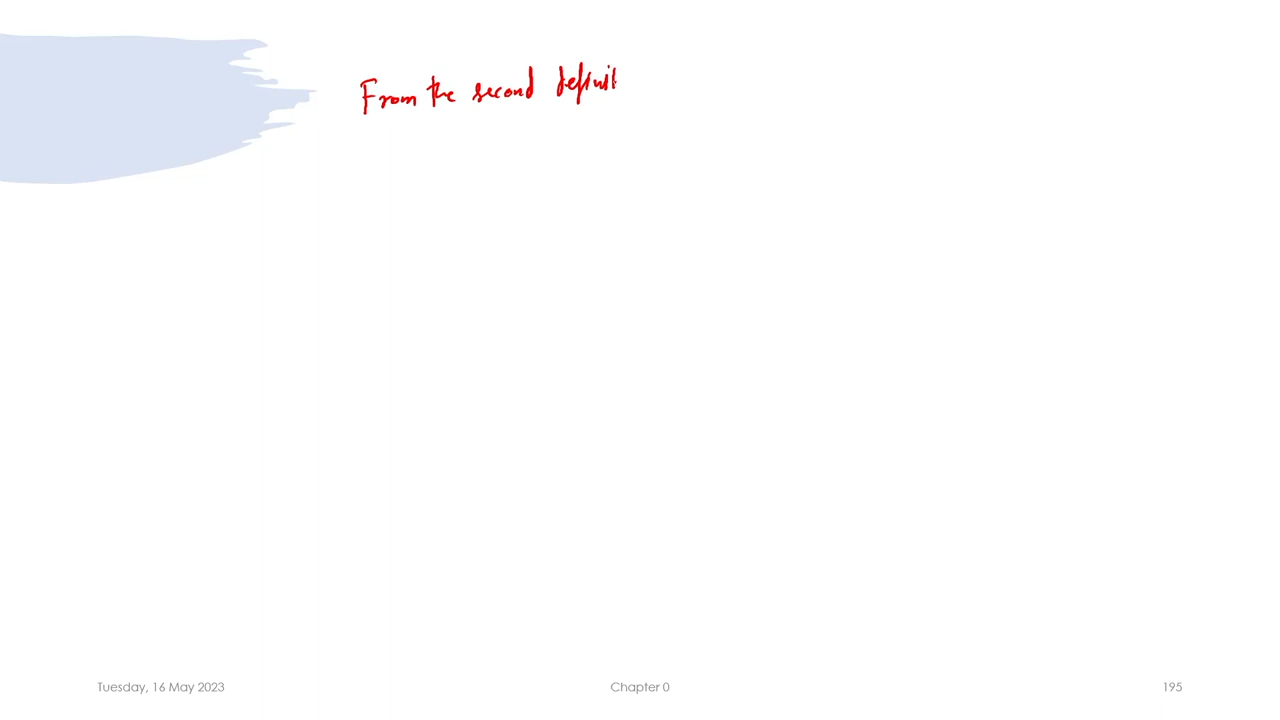 From the second definit
Tuesday, 16 May 2023
Chapter 0
195